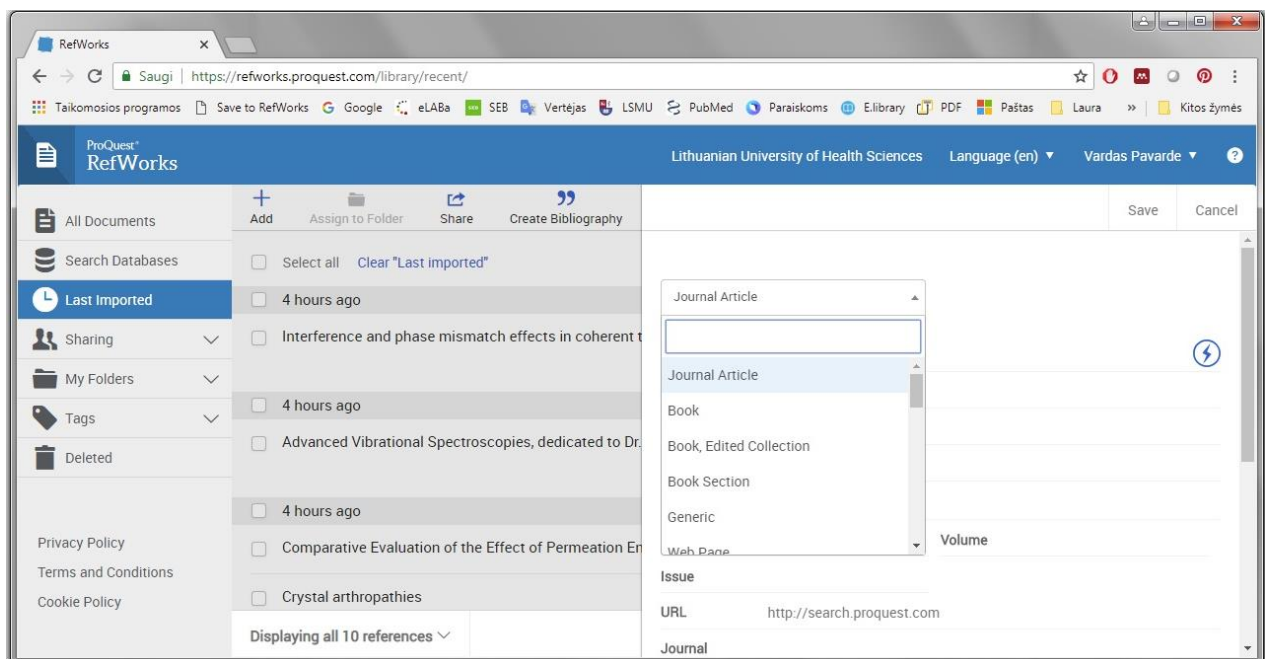 RefWorks
Saugi | https://refworks.proquest.com/library/recent/
Taikomosios programos Save to RefWorks Google eLABa SEB Vertėjas LSMU PubMed Paraiskoms E.library PDF Paštas Laura » Kitos žymės
ProQuest®
RefWorks
Lithuanian University of Health Sciences Language (en) Vardas Pavarde
All Documents
Search Databases
Last Imported
Sharing
My Folders
Tags
Deleted
Privacy Policy
Terms and Conditions
Cookie Policy
Add Assign to Folder Share Create Bibliography
Select all Clear "Last imported"
4 hours ago
Interference and phase mismatch effects in coherent t
4 hours ago
Advanced Vibrational Spectroscopies, dedicated to Dr.
4 hours ago
Comparative Evaluation of the Effect of Permeation En
Crystal arthropathies
Displaying all 10 references
Save Cancel
Journal Article
Journal Article
Book
Book, Edited Collection
Book Section
Generic
Web Page
Volume
Issue
URL http://search.proquest.com
Journal